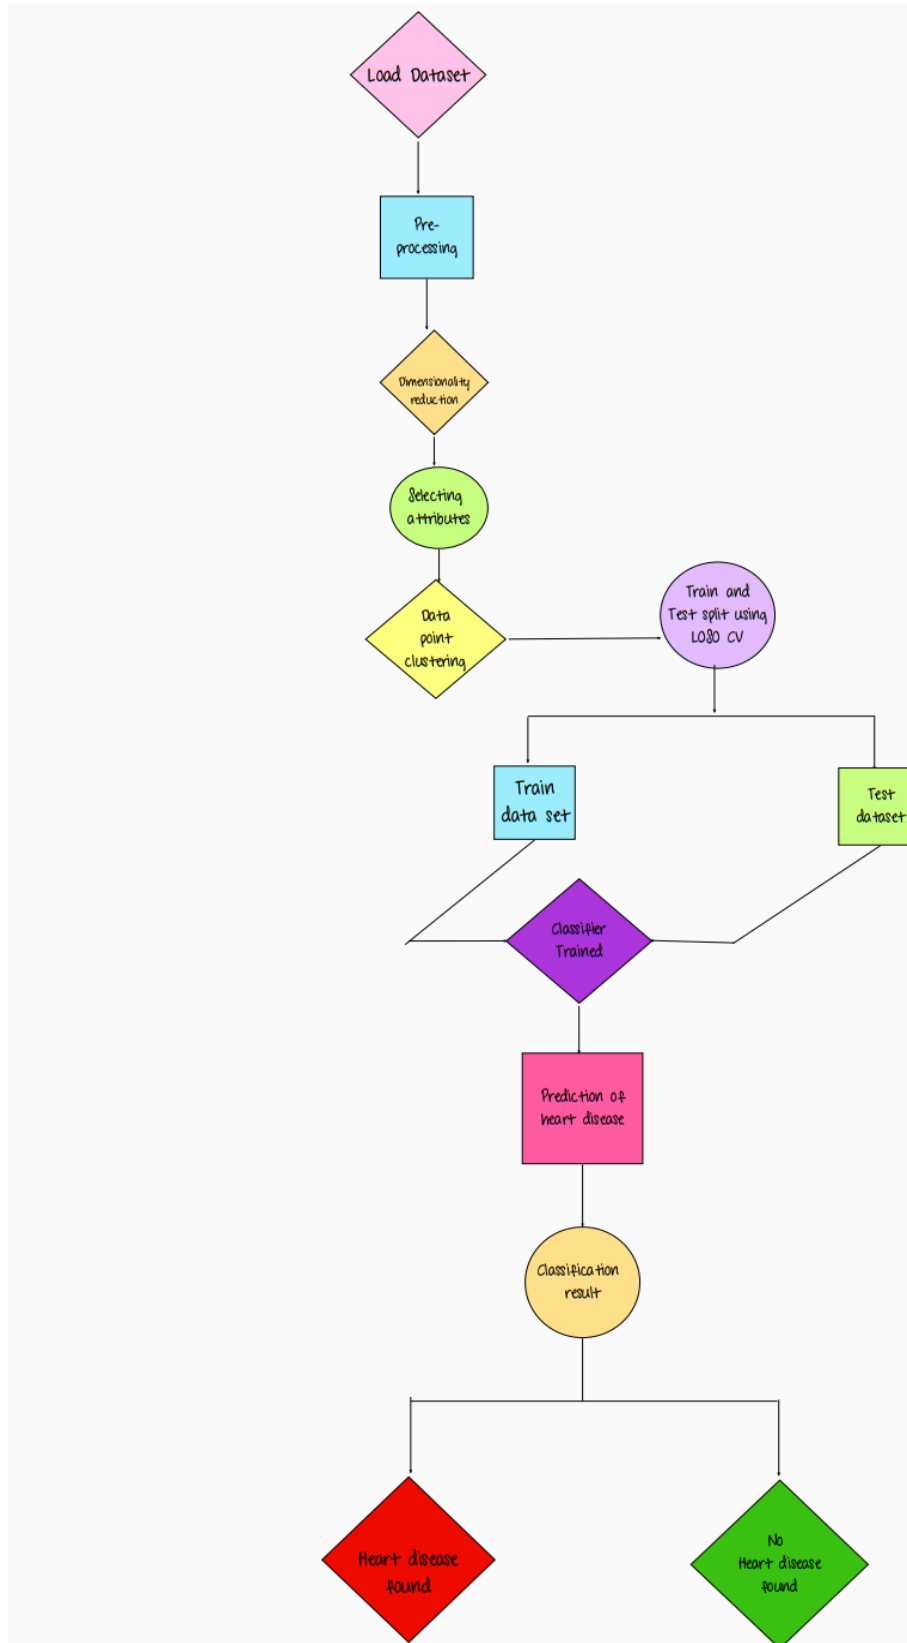 Load Dataset
Pre-
processing
Dimensionality
reduction
Selecting
attributes
Data
point
clustering
Train and
Test split using
LOSO CV
Train
data set
Test
dataset
Classifier
Trained
Prediction of
heart disease
Classification
result
Heart disease
found
No
Heart disease
found